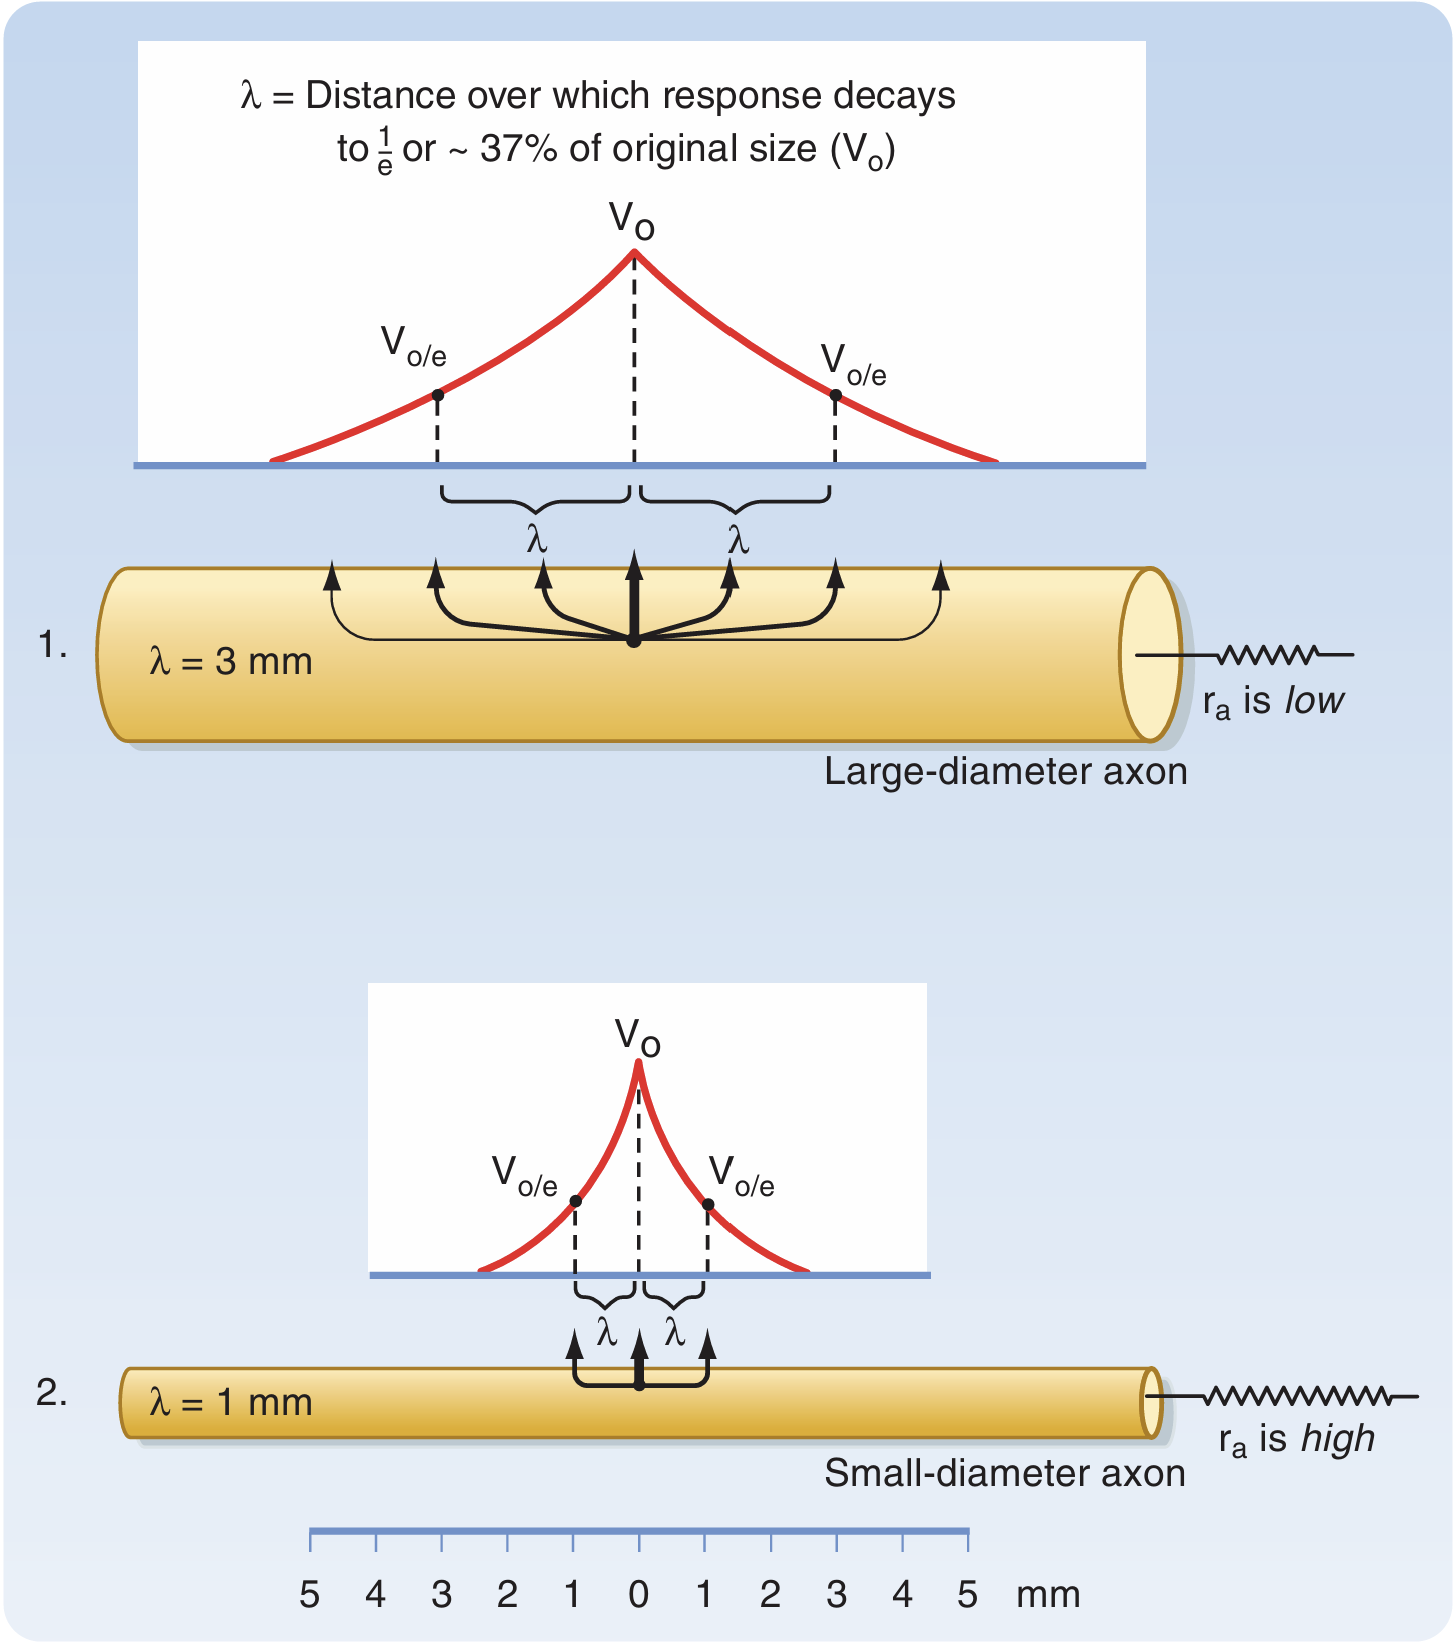 λ = Distance over which response decays
to 1/e or ~ 37% of original size (Vo)
Vo
Vo/e
Vo/e
λ
λ
1.
λ = 3 mm
ra is low
Large-diameter axon
Vo
Vo/e
Vo/e
λ
λ
2.
λ = 1 mm
ra is high
Small-diameter axon
5 4 3 2 1 0 1 2 3 4 5 mm